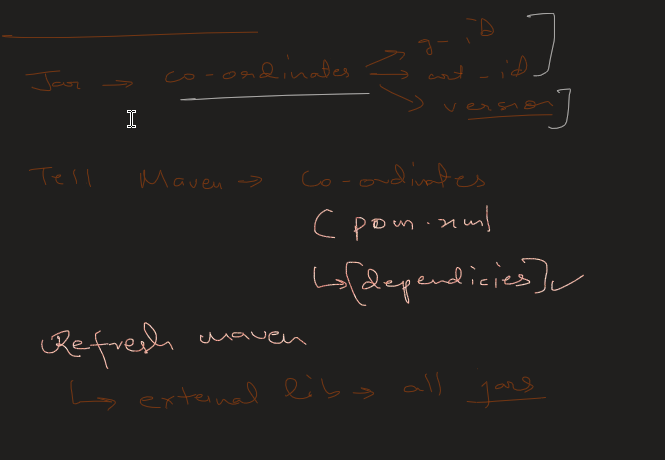 g-iD
Jar → co-ordinates → art-id
version
Tell Maven → co-ordinates
(pom.xml
↳ [dependicies] ✓
Refresh maven
↳ external lib → all jars